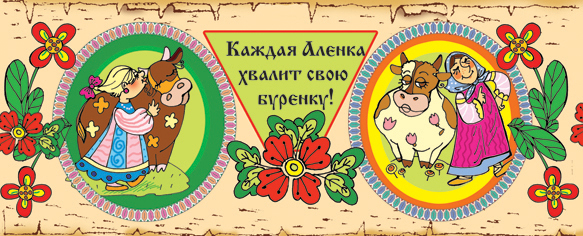 Каждая Аленка
хвалит свою
буренку!